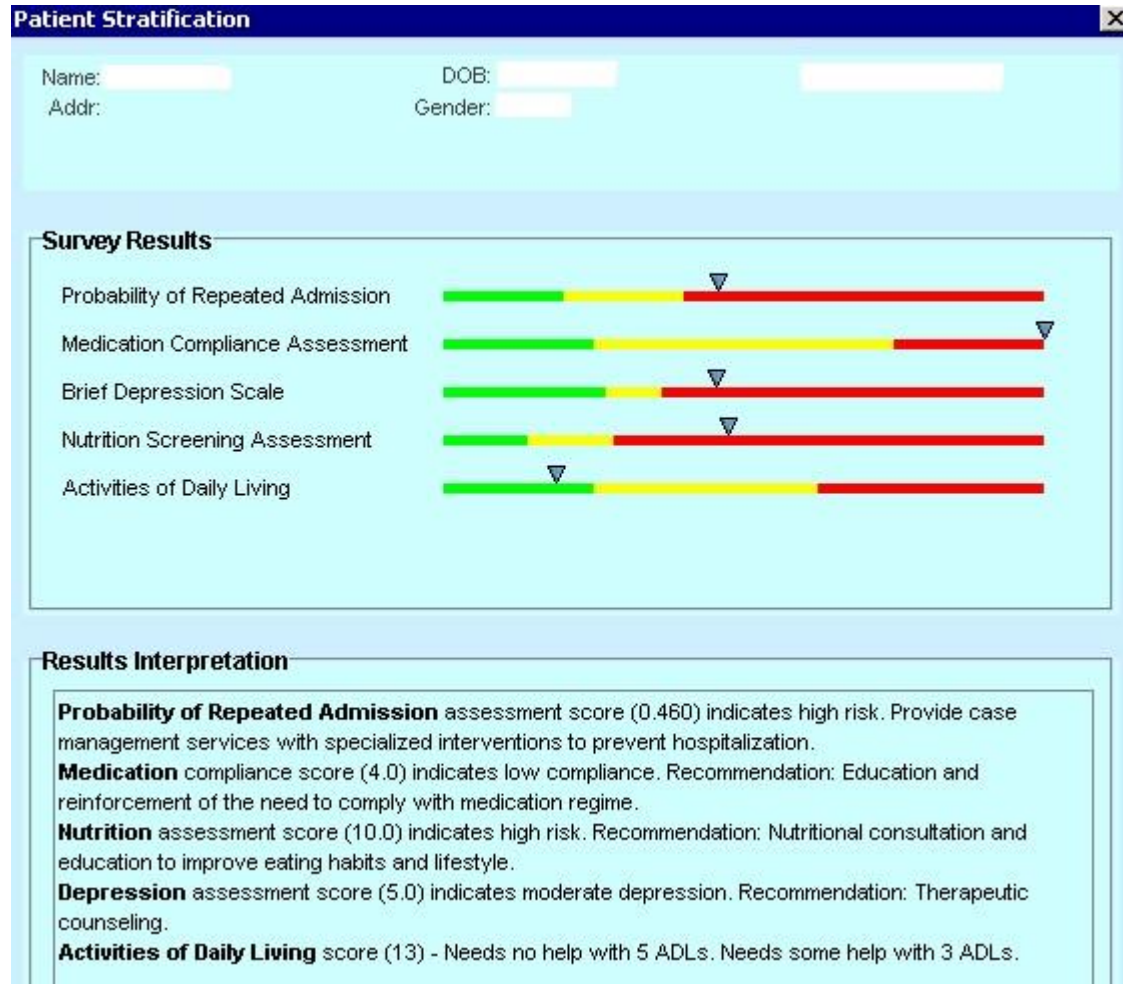 Patient Stratification
Name:
DOB:
Addr:
Gender:
Survey Results
Probability of Repeated Admission
Medication Compliance Assessment
Brief Depression Scale
Nutrition Screening Assessment
Activities of Daily Living
Results Interpretation
Probability of Repeated Admission assessment score (0.460) indicates high risk. Provide case
management services with specialized interventions to prevent hospitalization.
Medication compliance score (4.0) indicates low compliance. Recommendation: Education and
reinforcement of the need to comply with medication regime.
Nutrition assessment score (10.0) indicates high risk. Recommendation: Nutritional consultation and
education to improve eating habits and lifestyle.
Depression assessment score (5.0) indicates moderate depression. Recommendation: Therapeutic
counseling.
Activities of Daily Living score (13) - Needs no help with 5 ADLs. Needs some help with 3 ADLs.